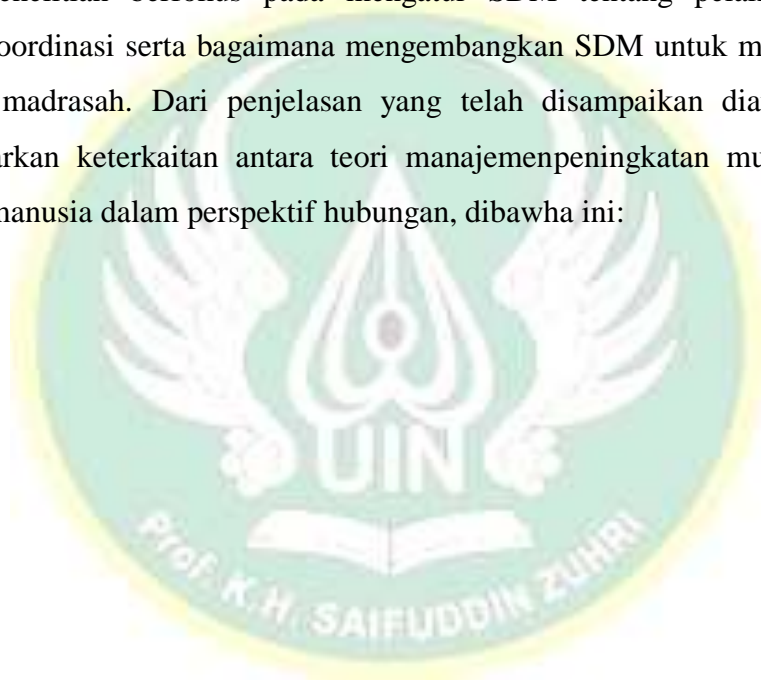 oordinasi serta bagaimana mengembangkan SDM untuk m
madrasah. Dari penjelasan yang telah disampaikan dia
arkan keterkaitan antara teori manajemenpeningkatan mu
manusia dalam perspektif hubungan, dibawha ini:
UIN
Prof. K.H. SAIFUDDIN ZUHRI